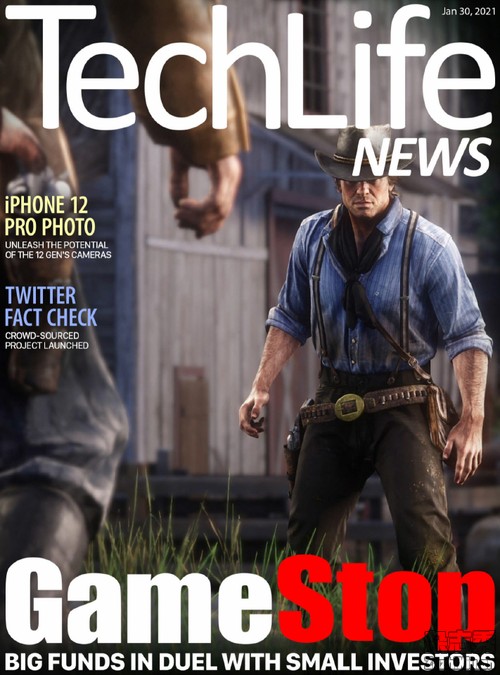 Jan 30, 2021
TechLife
NEWS
iPHONE 12
PRO PHOTO
UNLEASH THE POTENTIAL
OF THE 12 GEN'S CAMERAS
TWITTER
FACT CHECK
CROWD-SOURCED
PROJECT LAUNCHED
GameStop
BIG FUNDS IN DUEL WITH SMALL INVESTORS